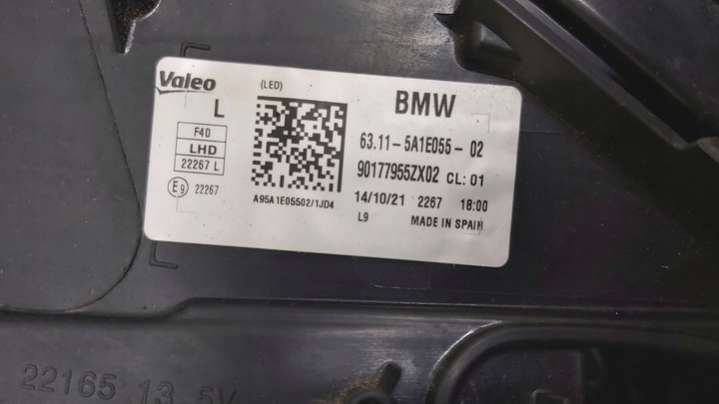 Valeo
(LED)
BMW
L
F40
LHD
22267 L
E9 22267
63.11-5A1E055-02
90177955ZX02 CL: 01
A95A1E05502/1JD4
14/10/21 2267 18:00
L9 MADE IN SPAIN
22165 13.5V